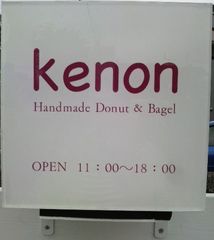 kenon
Handmade Donut & Bagel
OPEN 11：00〜18：00